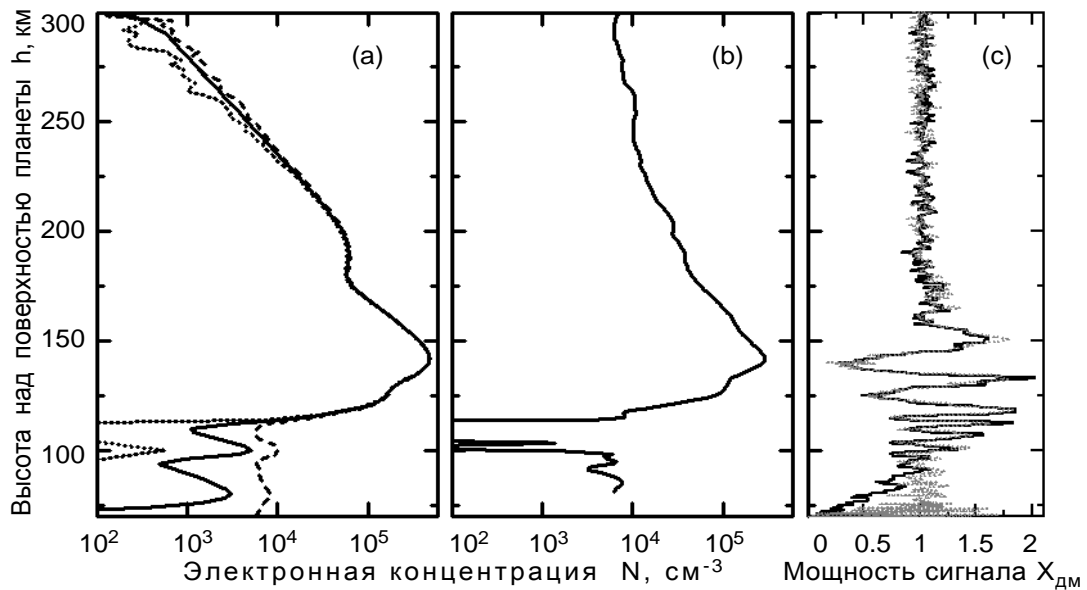 Высота над поверхностью планеты h, км
300
250
200
150
100
(a)
(b)
(c)
10² 10³ 10⁴ 10⁵
10² 10³ 10⁴ 10⁵
0 0.5 1 1.5 2
Электронная концентрация N, см⁻³
Мощность сигнала Xдм